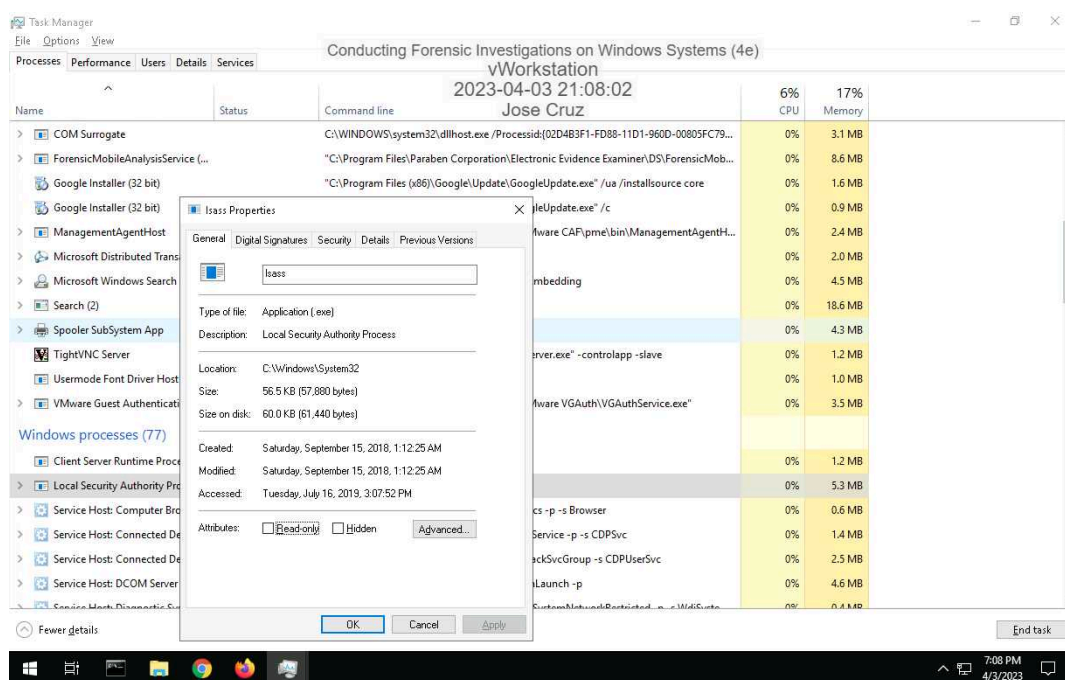 Task Manager
File Options View
Conducting Forensic Investigations on Windows Systems (4e)
vWorkstation
2023-04-03 21:08:02
Jose Cruz
Processes Performance Users Details Services
6% 17%
Name Status Command line CPU Memory
COM Surrogate C:\WINDOWS\system32\dllhost.exe /Processid:{02D4B3F1-FD88-11D1-960D-00805FC79... 0% 3.1 MB
ForensicMobileAnalysisService (... "C:\Program Files\Paraben Corporation\Electronic Evidence Examiner\DS\ForensicMob... 0% 8.6 MB
Google Installer (32 bit) "C:\Program Files (x86)\Google\Update\GoogleUpdate.exe" /ua /installsource core 0% 1.6 MB
Google Installer (32 bit) gleUpdate.exe" /c 0% 0.9 MB
ManagementAgentHost ware CAF\pme\bin\ManagementAgentH... 0% 2.4 MB
Microsoft Distributed Trans 0% 2.0 MB
Microsoft Windows Search mbedding 0% 4.5 MB
Search (2) 0% 18.6 MB
Spooler SubSystem App 0% 4.3 MB
TightVNC Server erver.exe" -controlapp -slave 0% 1.2 MB
Usermode Font Driver Host 0% 1.0 MB
VMware Guest Authenticati ware VGAuth\VGAuthService.exe" 0% 3.5 MB
Windows processes (77)
Client Server Runtime Proce 0% 1.2 MB
Local Security Authority Pro 0% 5.3 MB
Service Host: Computer Bro cs -p -s Browser 0% 0.6 MB
Service Host: Connected De Service -p -s CDPSvc 0% 1.4 MB
Service Host: Connected De ackSvcGroup -s CDPUserSvc 0% 2.5 MB
Service Host: DCOM Server Launch -p 0% 4.6 MB
Service Host: Diagnostic Sy 0% 0.4 MB
lsass Properties
General Digital Signatures Security Details Previous Versions
lsass
Type of file: Application (.exe)
Description: Local Security Authority Process
Location: C:\Windows\System32
Size: 56.5 KB (57,880 bytes)
Size on disk: 60.0 KB (61,440 bytes)
Created: Saturday, September 15, 2018, 1:12:25 AM
Modified: Saturday, September 15, 2018, 1:12:25 AM
Accessed: Tuesday, July 16, 2019, 3:07:52 PM
Attributes: Read-only Hidden Advanced...
OK Cancel Apply
Fewer details End task
7:08 PM
4/3/2023